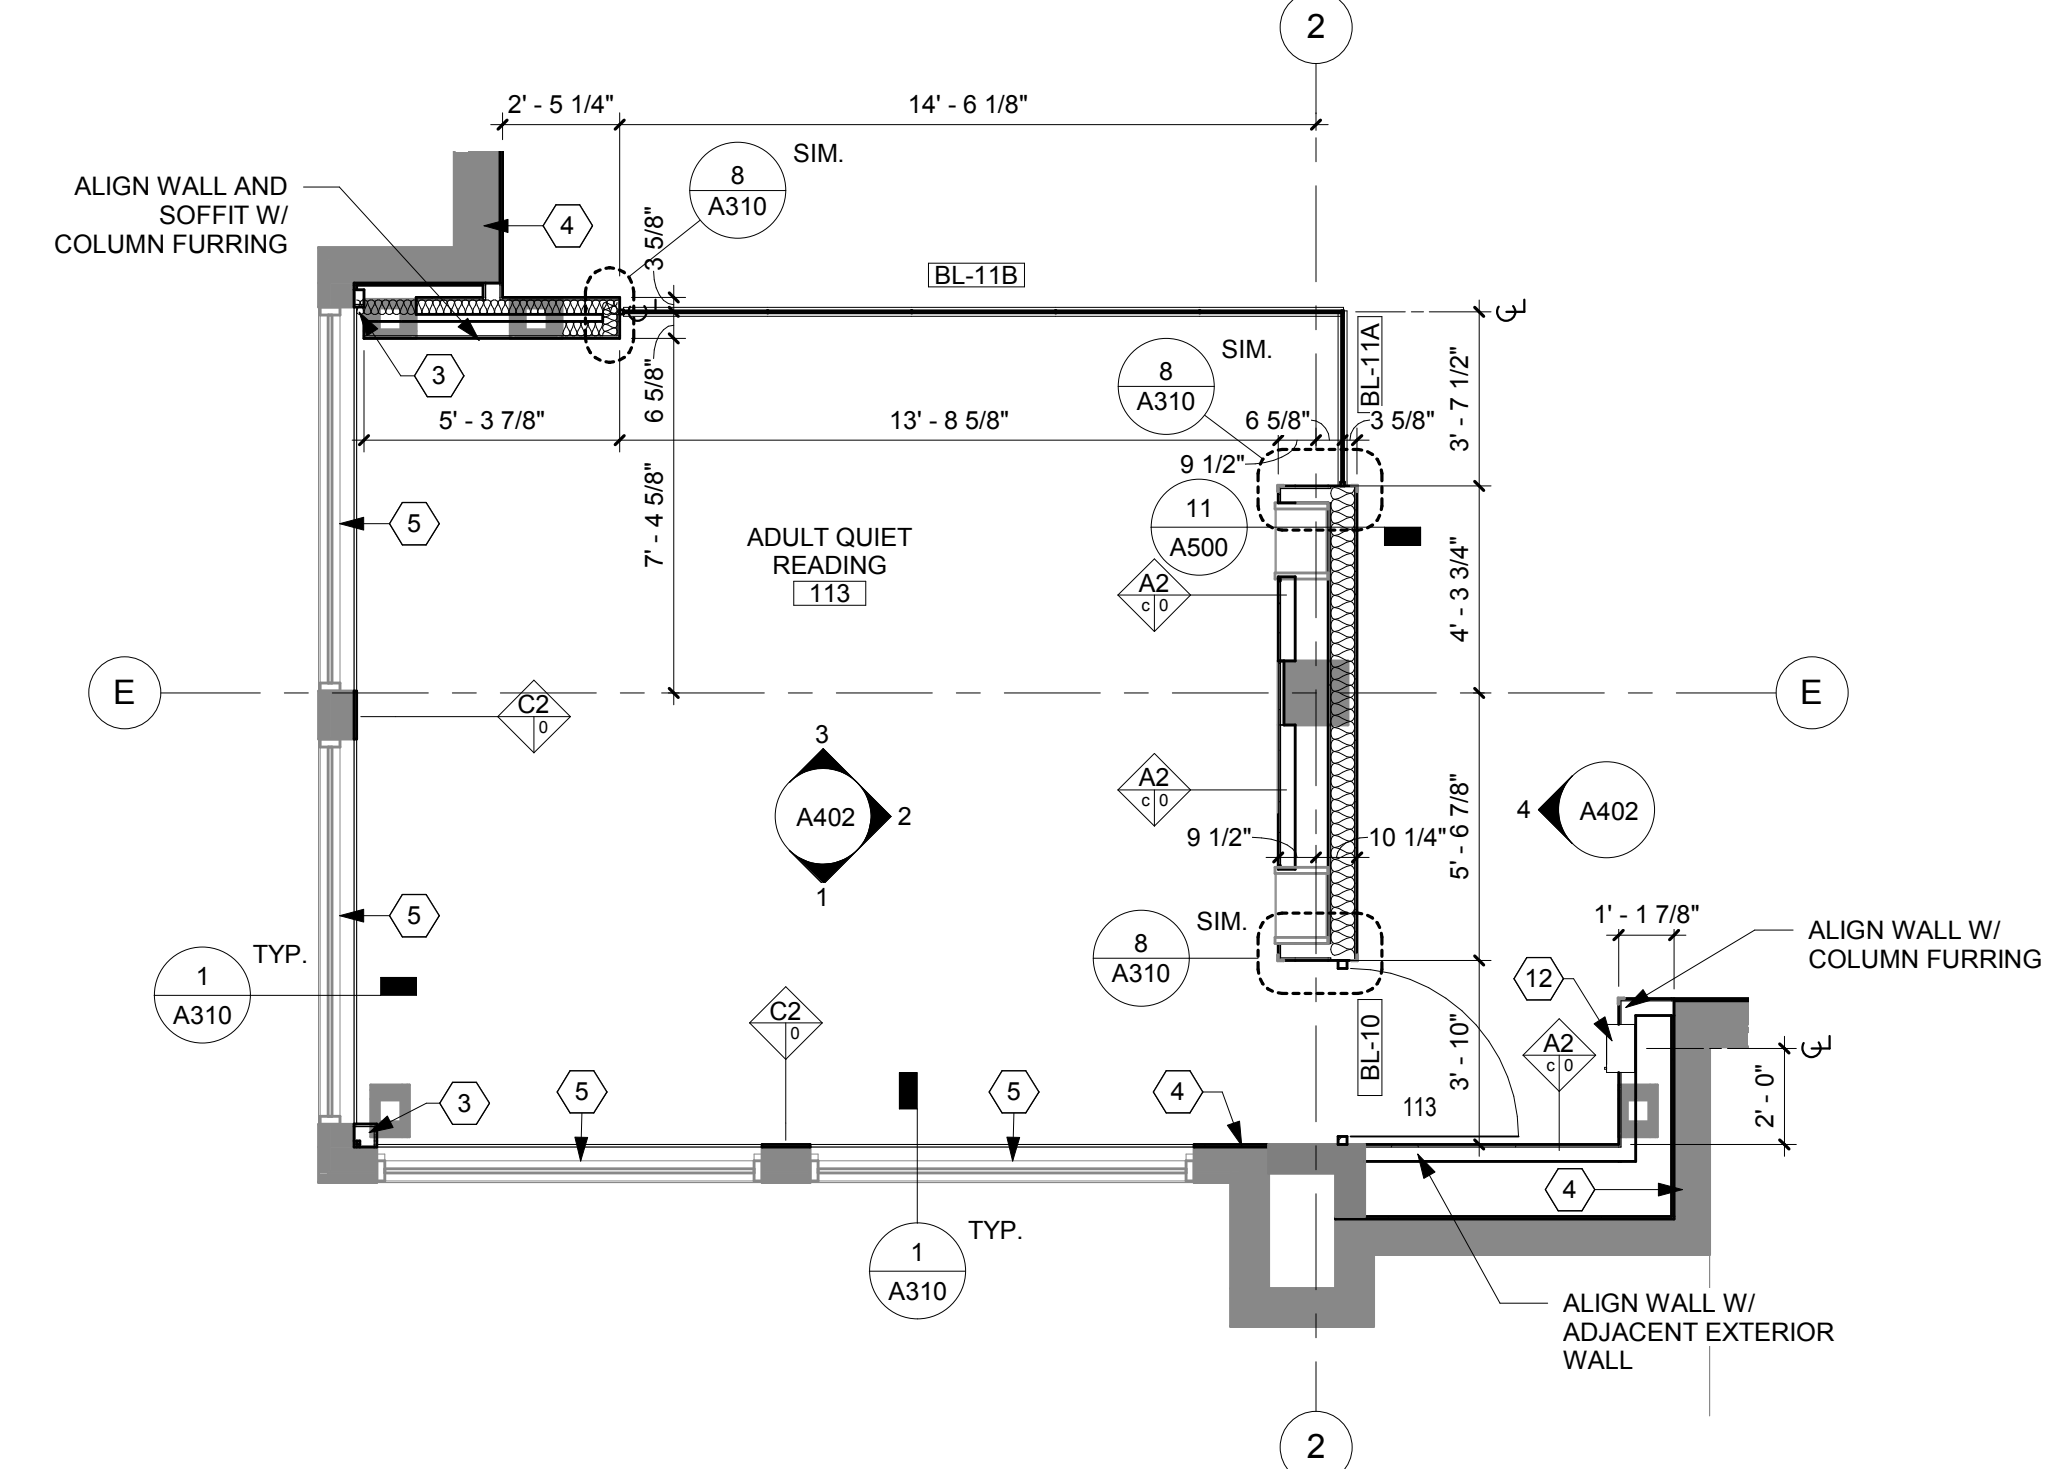 2
2' - 5 1/4"
14' - 6 1/8"
SIM.
8
A310
ALIGN WALL AND
SOFFIT W/
COLUMN FURRING
4
3 5/8"
BL-11B
CL
CL
BL-11A
SIM.
8
A310
3
6 5/8"
3' - 7 1/2"
5' - 3 7/8"
13' - 8 5/8"
6 5/8"
3 5/8"
9 1/2"
7' - 4 5/8"
5
11
A500
ADULT QUIET
READING
113
A2
c 0
4' - 3 3/4"
E
E
C2
0
3
A402
2
1
A2
c 0
4
A402
9 1/2"
10 1/4"
5' - 6 7/8"
5
SIM.
8
A310
1' - 1 7/8"
ALIGN WALL W/
COLUMN FURRING
TYP.
1
A310
12
C2
0
BL-10
3' - 10"
A2
c 0
CL
2' - 0"
3
5
5
4
113
4
TYP.
1
A310
ALIGN WALL W/
ADJACENT EXTERIOR
WALL
2